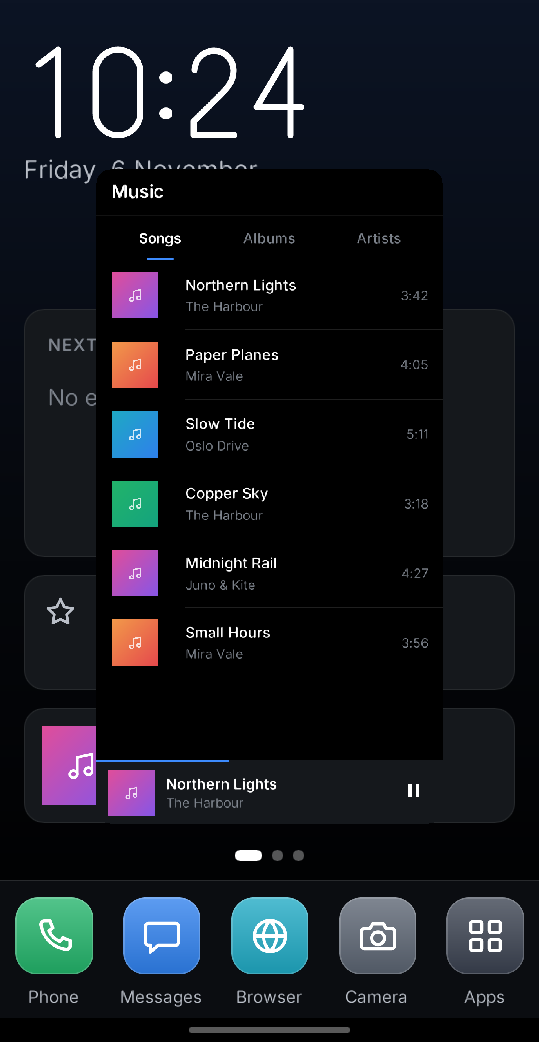 10:24
Friday, 6 November
Music
Songs Albums Artists
NEXT
No e
Northern Lights
The Harbour
3:42
Paper Planes
Mira Vale
4:05
Slow Tide
Oslo Drive
5:11
Copper Sky
The Harbour
3:18
Midnight Rail
Juno & Kite
4:27
Small Hours
Mira Vale
3:56
Northern Lights
The Harbour
Phone Messages Browser Camera Apps